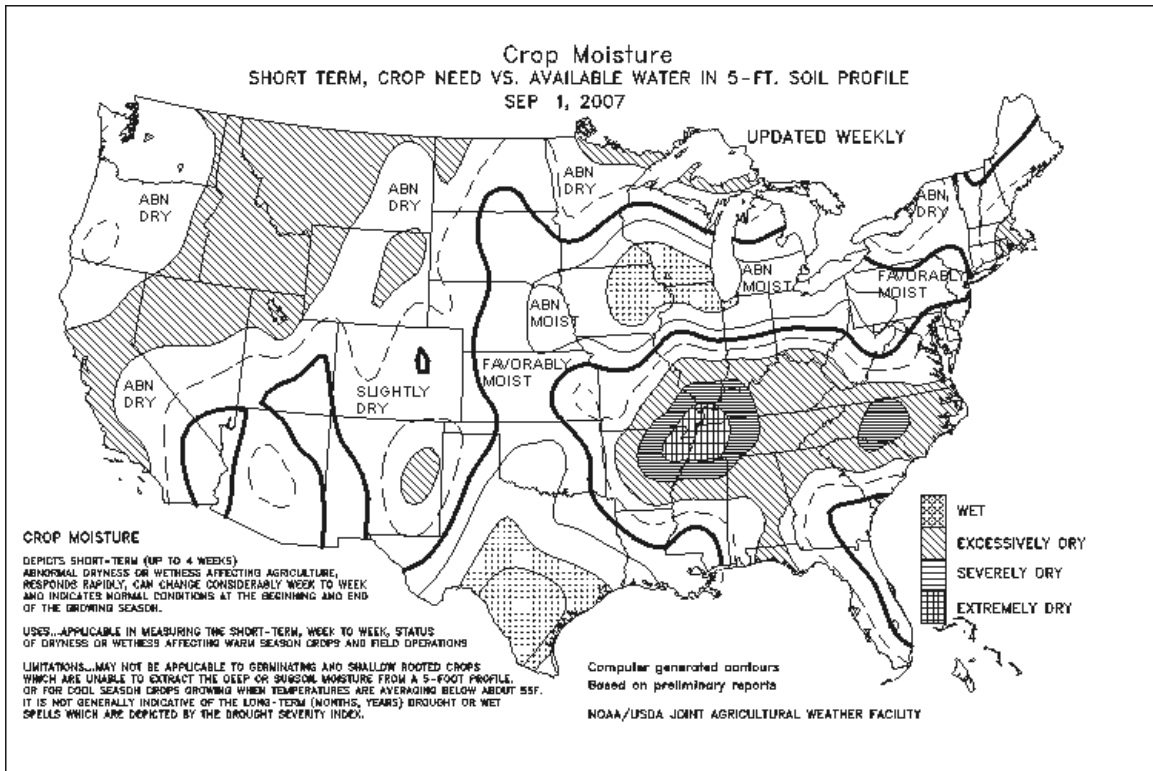 Crop Moisture
SHORT TERM, CROP NEED VS. AVAILABLE WATER IN 5-FT. SOIL PROFILE
SEP 1, 2007
UPDATED WEEKLY
ABN
DRY
ABN
DRY
ABN
DRY
ABN
DRY
FAVORABLY
MOIST
ABN
MOIST
ABN
MOIST
FAVORABLY
MOIST
ABN
DRY
SLIGHTLY
DRY
WET
EXCESSIVELY DRY
SEVERELY DRY
EXTREMELY DRY
CROP MOISTURE
DEPICTS SHORT-TERM (UP TO 4 WEEKS)
ABNORMAL DRYNESS OR WETNESS AFFECTING AGRICULTURE,
RESPONDS RAPIDLY, CAN CHANGE CONSIDERABLY WEEK TO WEEK
AND INDICATES NORMAL CONDITIONS AT THE BEGINNING AND END
OF THE GROWING SEASON.
USES...APPLICABLE IN MEASURING THE SHORT-TERM, WEEK TO WEEK, STATUS
OF DRYNESS OR WETNESS AFFECTING WARM SEASON CROPS AND FIELD OPERATIONS
LIMITATIONS...MAY NOT BE APPLICABLE TO GERMINATING AND SHALLOW ROOTED CROPS
WHICH ARE UNABLE TO EXTRACT THE DEEP OR SUBSOIL MOISTURE FROM A 5-FOOT PROFILE.
OR FOR COOL SEASON CROPS GROWING WHEN TEMPERATURES ARE AVERAGING BELOW ABOUT 55F.
IT IS NOT GENERALLY INDICATIVE OF THE LONG-TERM (MONTHS, YEARS) DROUGHT OR WET
SPELLS WHICH ARE DEPICTED BY THE DROUGHT SEVERITY INDEX.
Computer generated contours
Based on preliminary reports
NOAA/USDA JOINT AGRICULTURAL WEATHER FACILITY